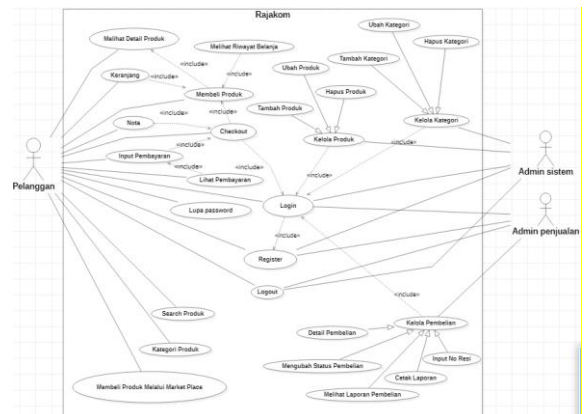 Rajakom
Melihat Detail Produk
Melihat Riwayat Belanja
Ubah Kategori
Hapus Kategori
Tambah Kategori
Ubah Produk
Hapus Produk
Tambah Produk
Keranjang
<include>
<include>
<include>
Membeli Produk
Nota
<include>
<include>
Checkout
Kelola Produk
Kelola Kategori
Input Pembayaran
<include>
<include>
<include>
<include>
Lihat Pembayaran
Pelanggan
Admin sistem
Login
Lupa password
Admin penjualan
<include>
Register
Logout
<include>
Search Produk
Kelola Pembelian
Detail Pembelian
Kategori Produk
Mengubah Status Pembelian
Input No Resi
Cetak Laporan
Membeli Produk Melalui Market Place
Melihat Laporan Pembelian